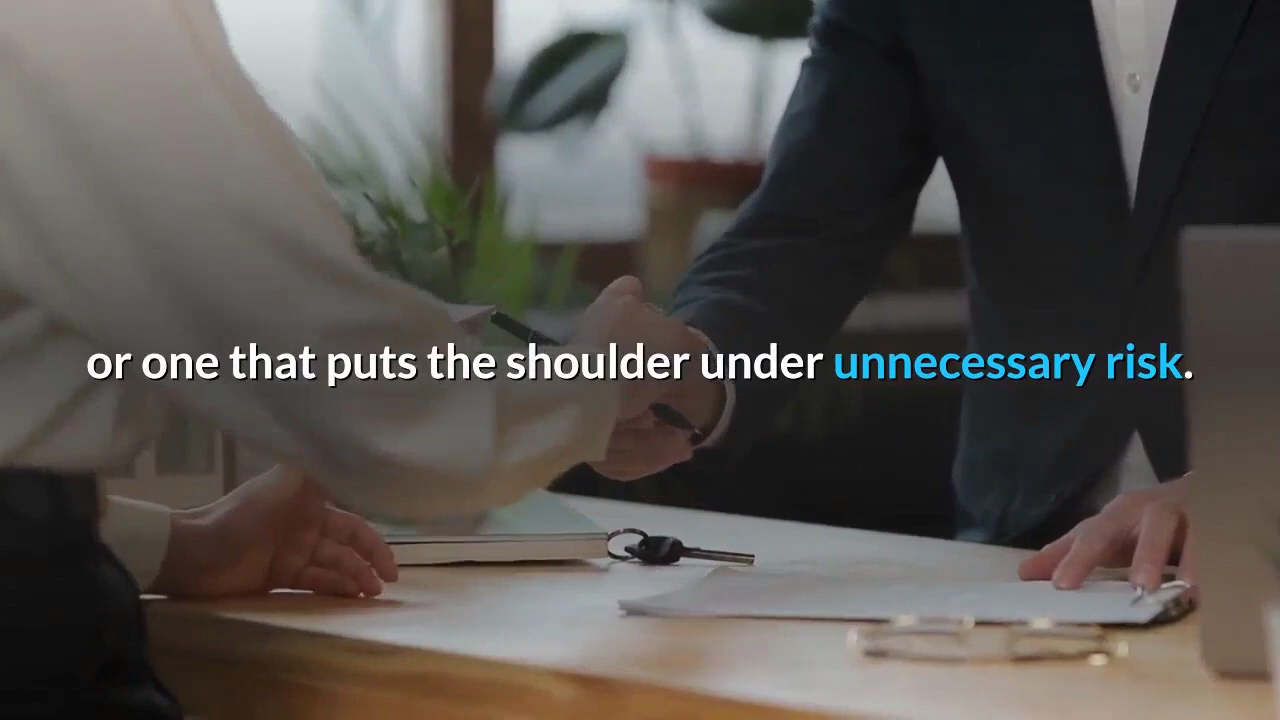 or one that puts the shoulder under unnecessary risk.